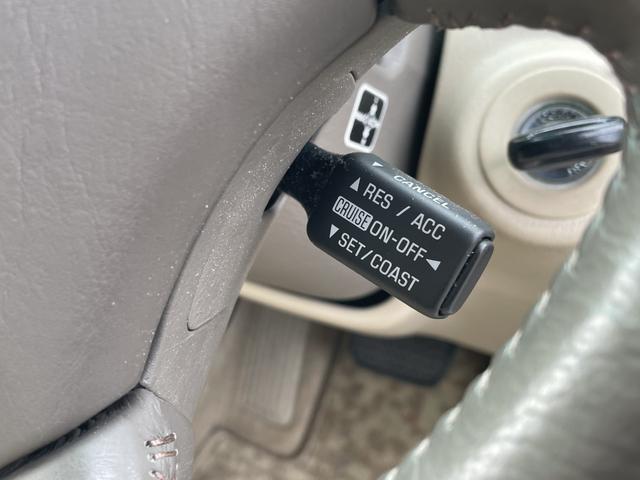 ▼ CANCEL
▲ RES / ACC
CRUISE ON-OFF ◀
▼ SET/COAST